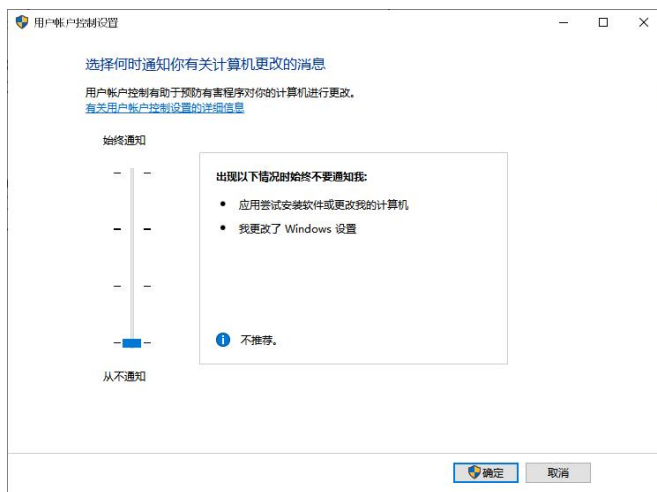 用户帐户控制设置
选择何时通知你有关计算机更改的消息
用户帐户控制有助于预防有害程序对你的计算机进行更改。
有关用户帐户控制设置的详细信息
始终通知
出现以下情况时始终不要通知我:
• 应用尝试安装软件或更改我的计算机
• 我更改了 Windows 设置
不推荐。
从不通知
确定
取消